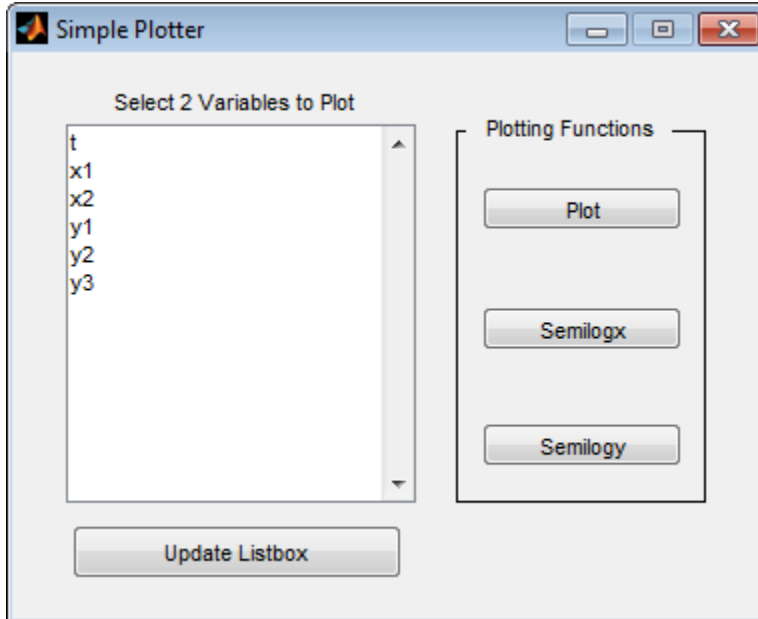 Simple Plotter
Select 2 Variables to Plot
t
x1
x2
y1
y2
y3
Update Listbox
Plotting Functions
Plot
Semilogx
Semilogy